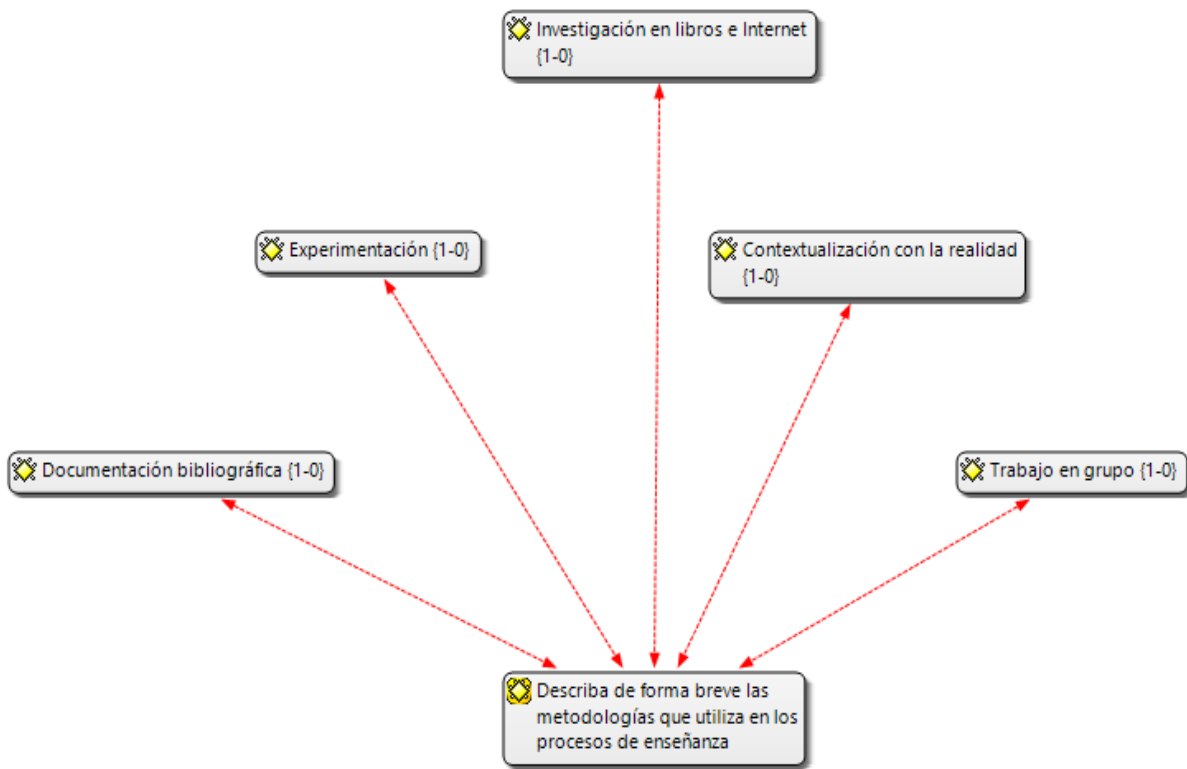 Investigación en libros e Internet
{1-0}
Experimentación {1-0}
Contextualización con la realidad
{1-0}
Documentación bibliográfica {1-0}
Trabajo en grupo {1-0}
Describa de forma breve las
metodologías que utiliza en los
procesos de enseñanza